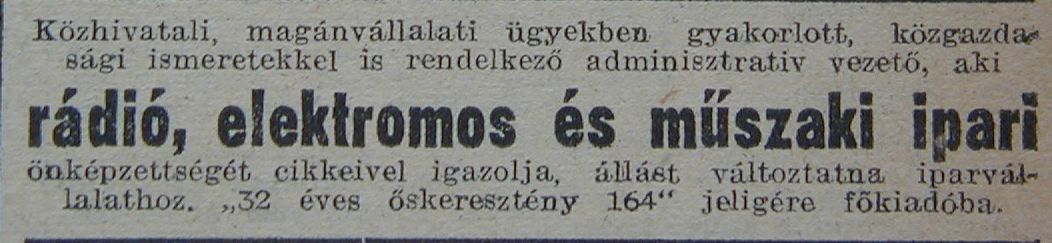 Közhivatali, magánvállalati ügyekben gyakorlott, közgazda-
sági ismeretekkel is rendelkező adminisztrativ vezető, aki
rádió, elektromos és műszaki ipari
önképzettségét cikkeivel igazolja, állást változtatna iparvál-
lalathoz. „32 éves őskeresztény 164“ jeligére főkiadóba.